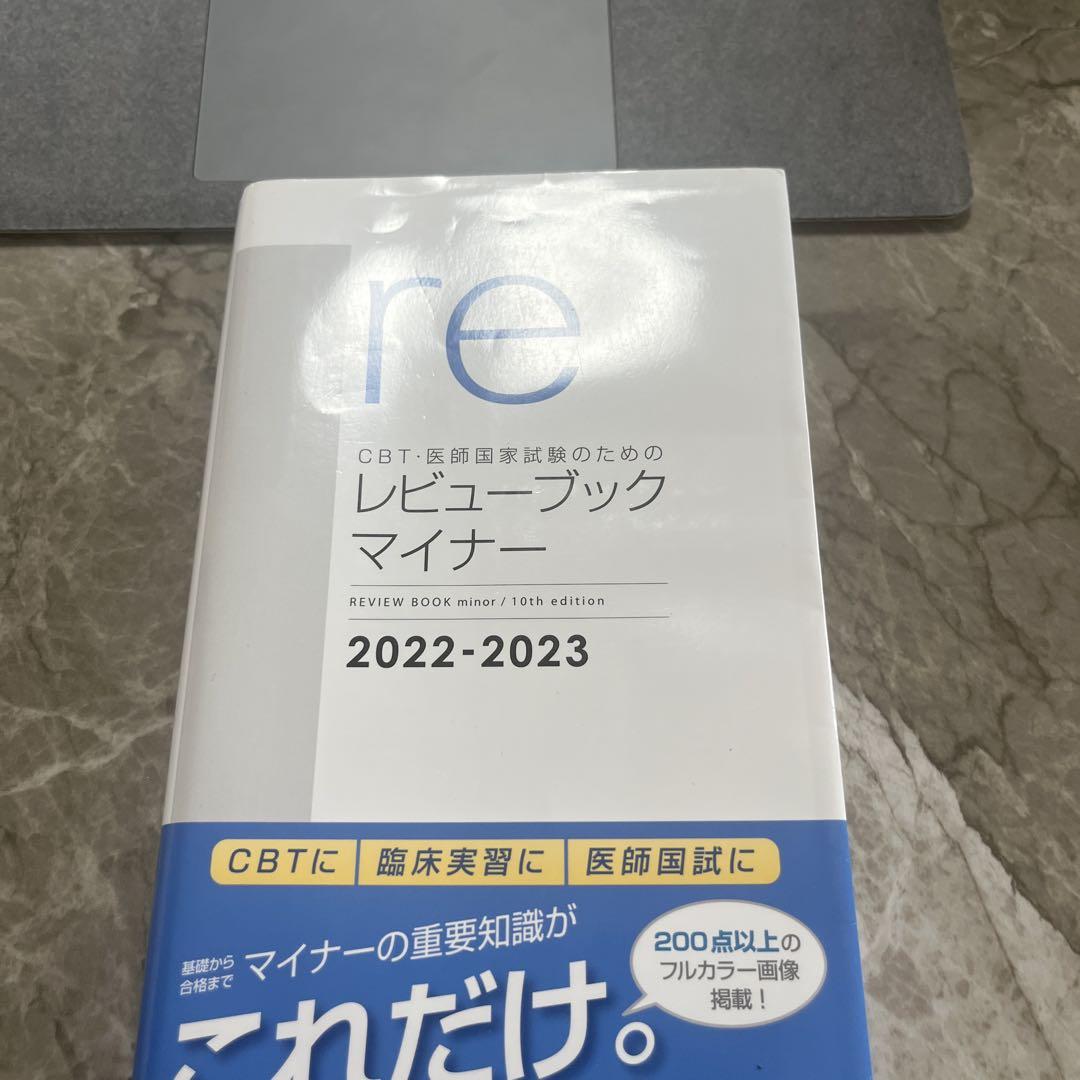 re
CBT・医師国家試験のための
レビューブック
マイナー
REVIEW BOOK minor / 10th edition
2022-2023
CBTに 臨床実習に 医師国試に
基礎から
合格まで
マイナーの重要知識が
これだけ。
200点以上の
フルカラー画像
掲載！